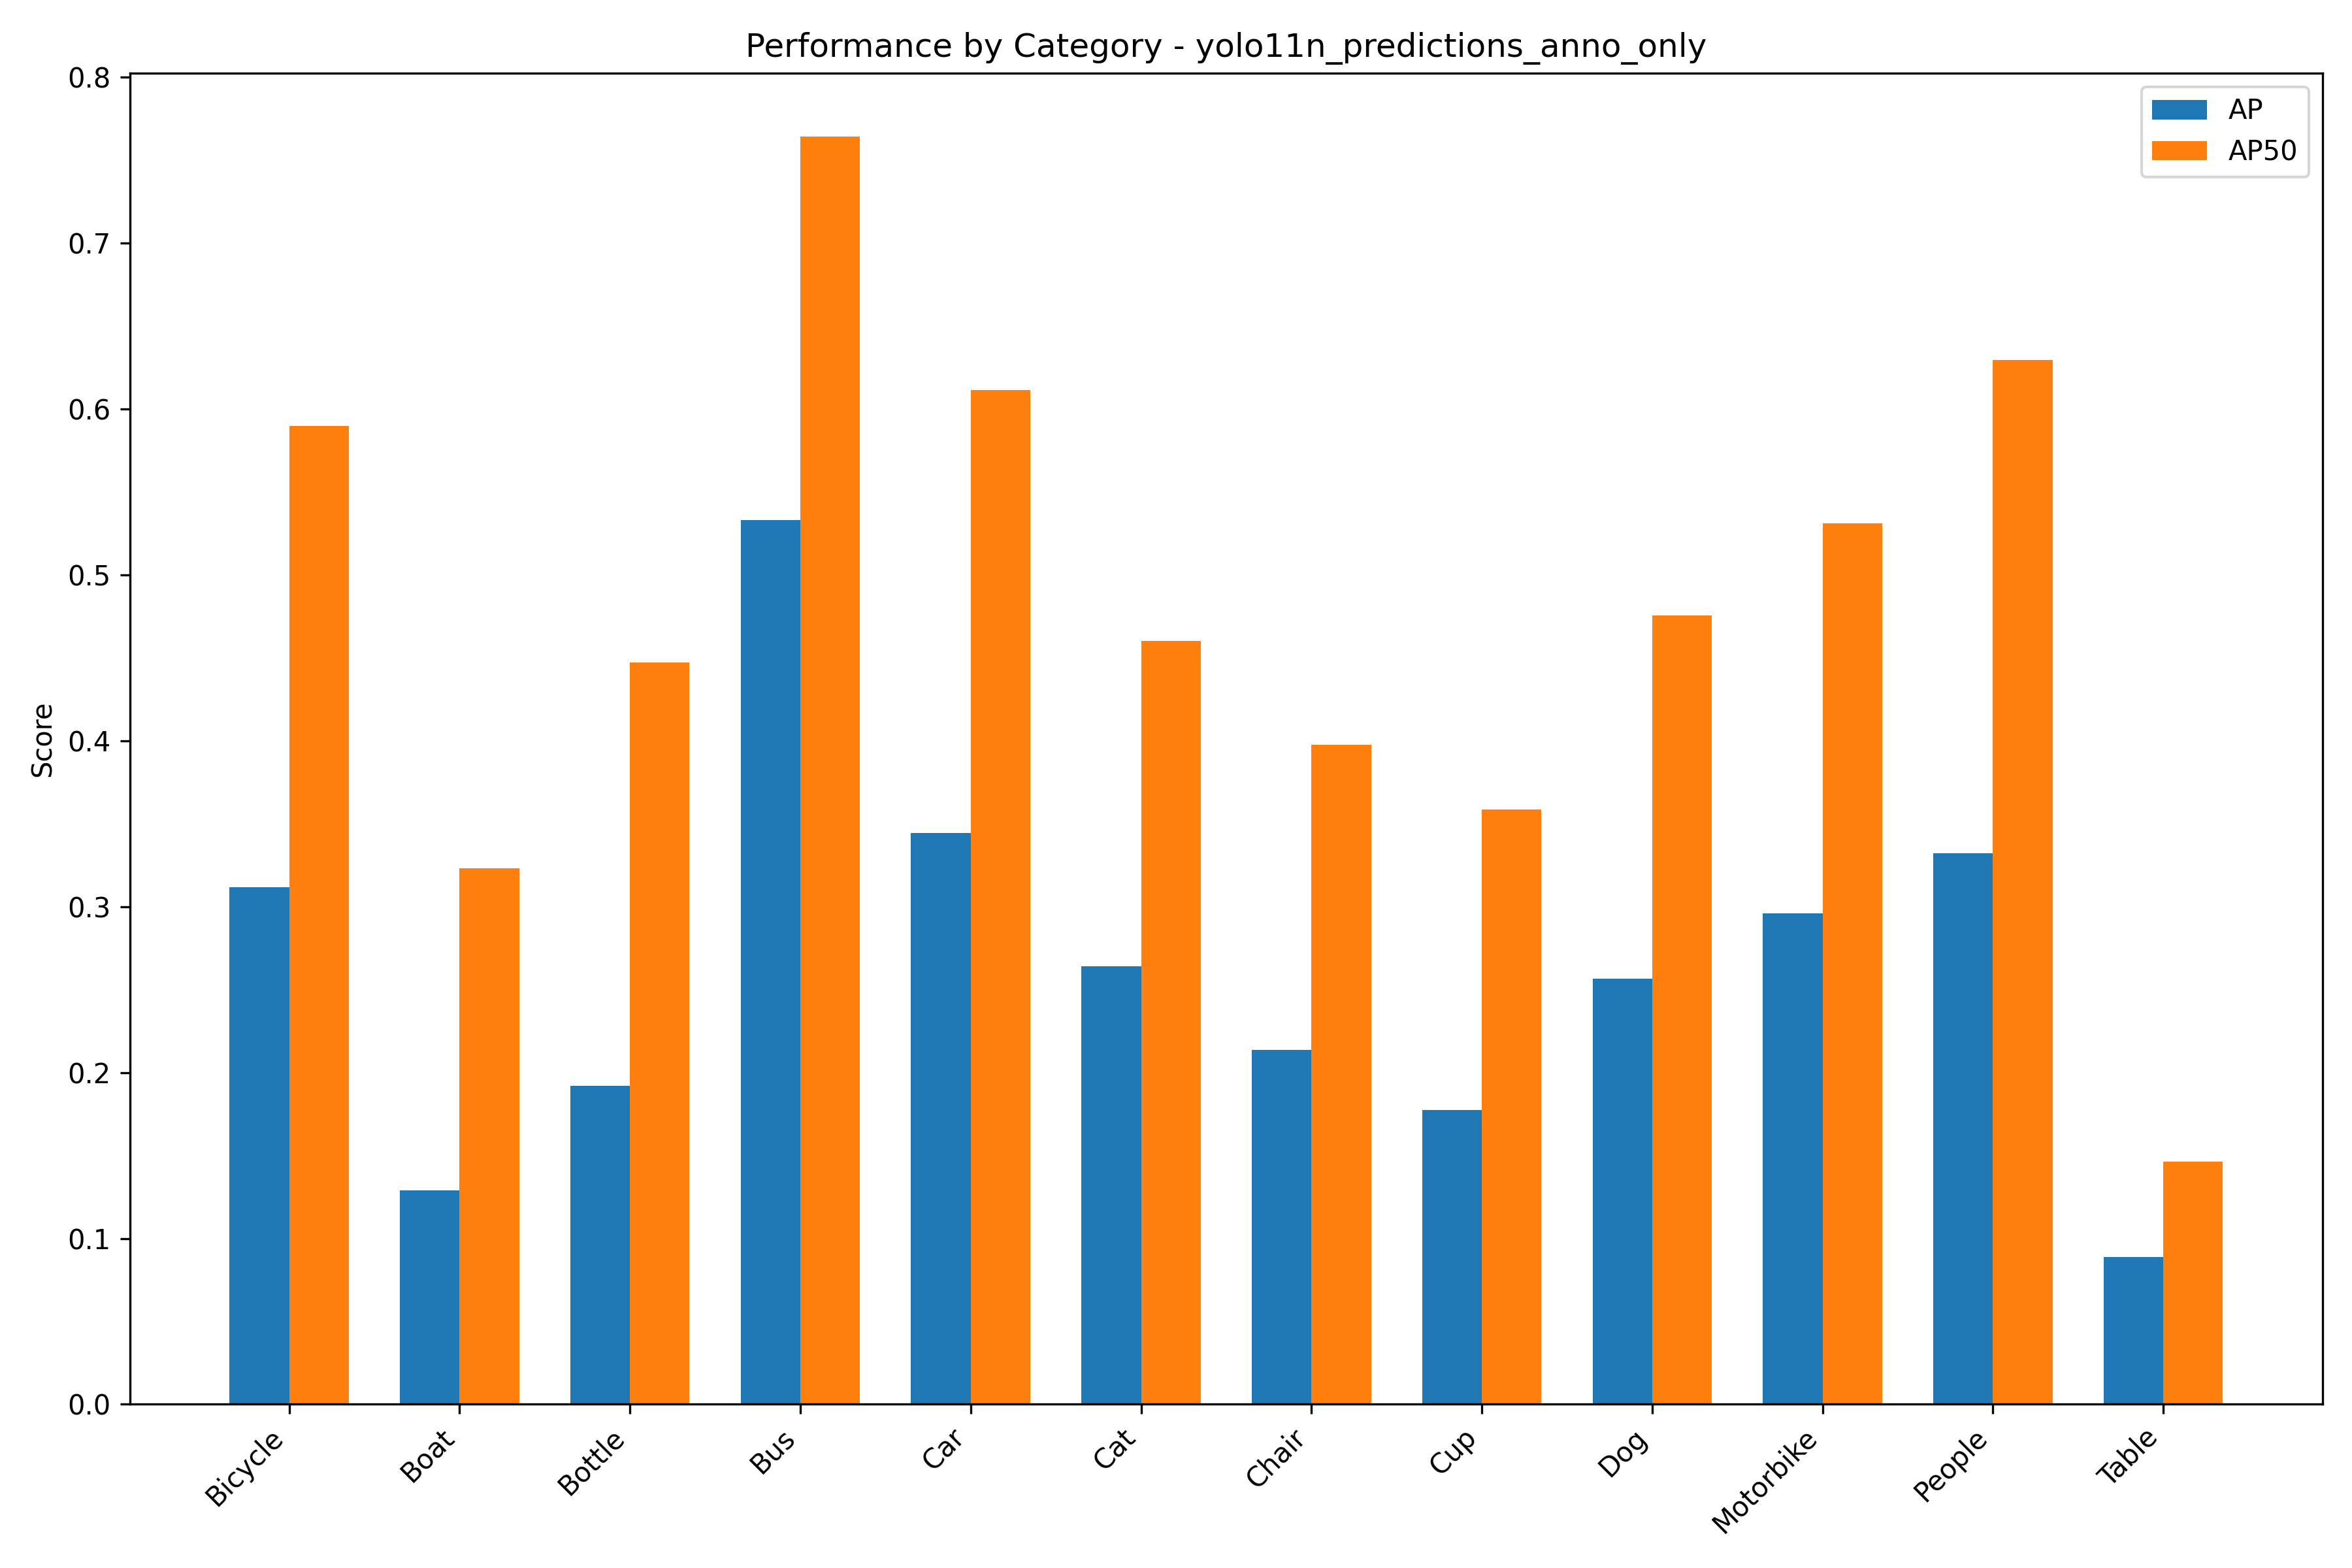 Performance by Category - yolo11n_predictions_anno_only
AP
AP50
Score
0.8
0.7
0.6
0.5
0.4
0.3
0.2
0.1
0.0
Bicycle
Boat
Bottle
Bus
Car
Cat
Chair
Cup
Dog
Motorbike
People
Table